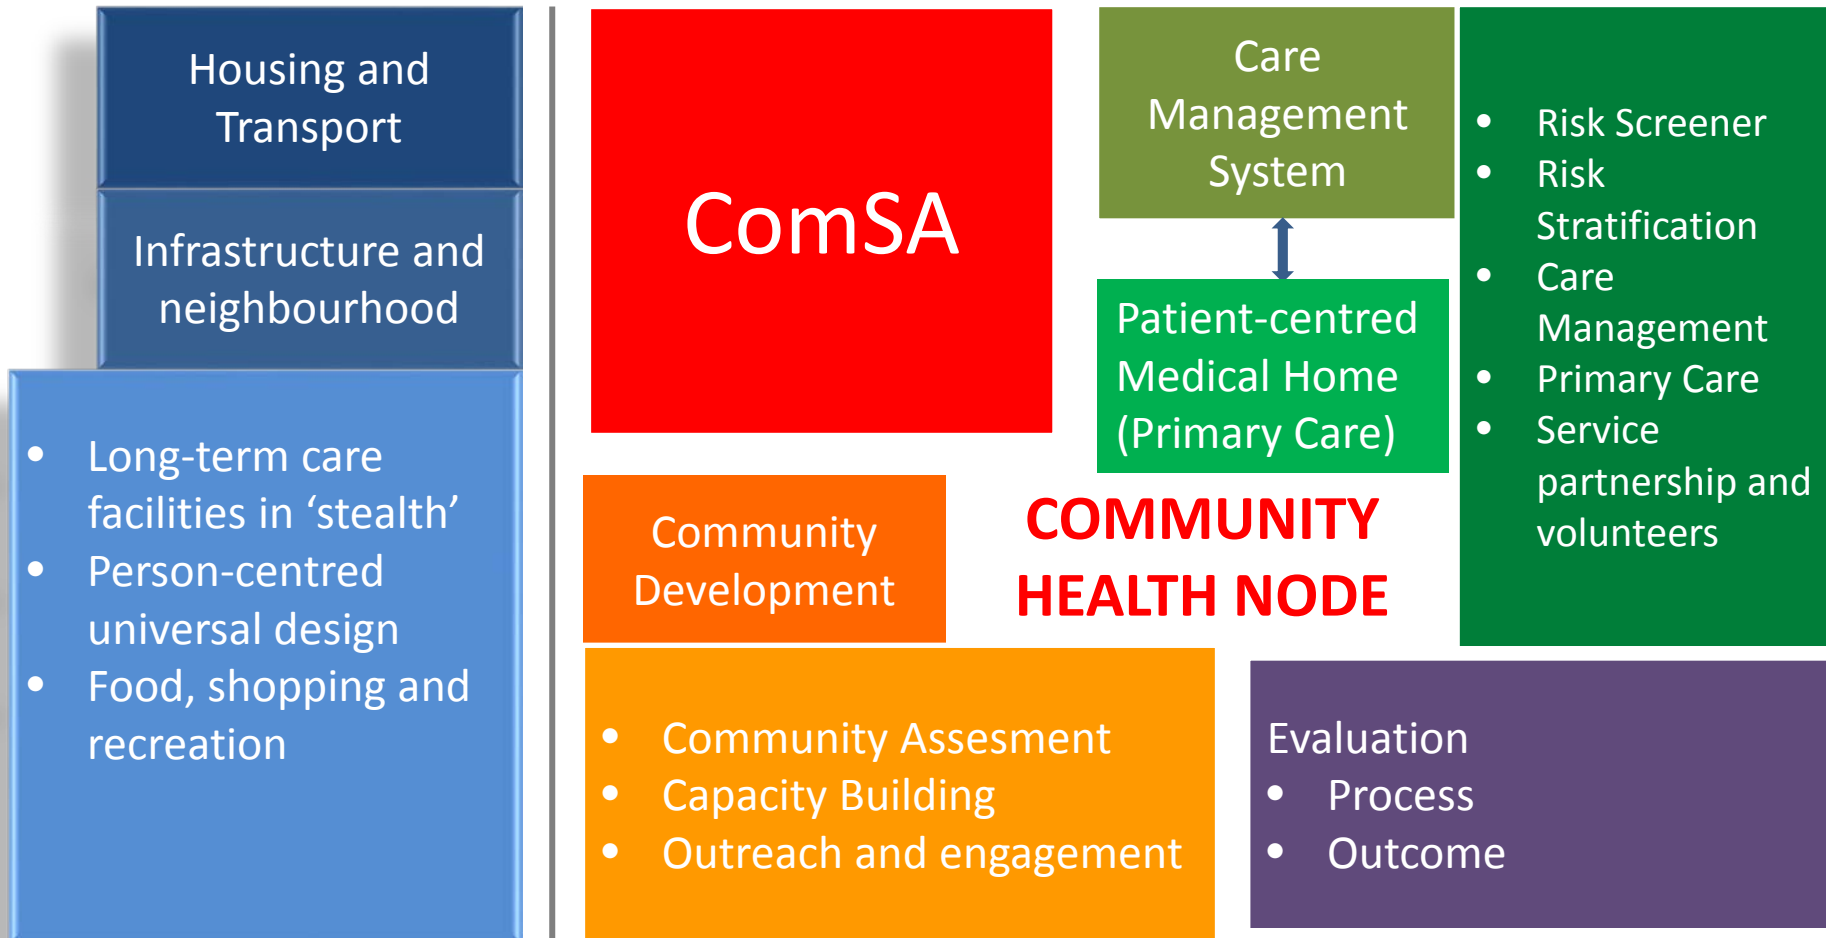 Housing and
Transport
Infrastructure and
neighbourhood
• Long-term care
facilities in ‘stealth’
• Person-centred
universal design
• Food, shopping and
recreation
ComSA
Care
Management
System
Patient-centred
Medical Home
(Primary Care)
• Risk Screener
• Risk
Stratification
• Care
Management
• Primary Care
• Service
partnership and
volunteers
Community
Development
COMMUNITY
HEALTH NODE
• Community Assesment
• Capacity Building
• Outreach and engagement
Evaluation
• Process
• Outcome